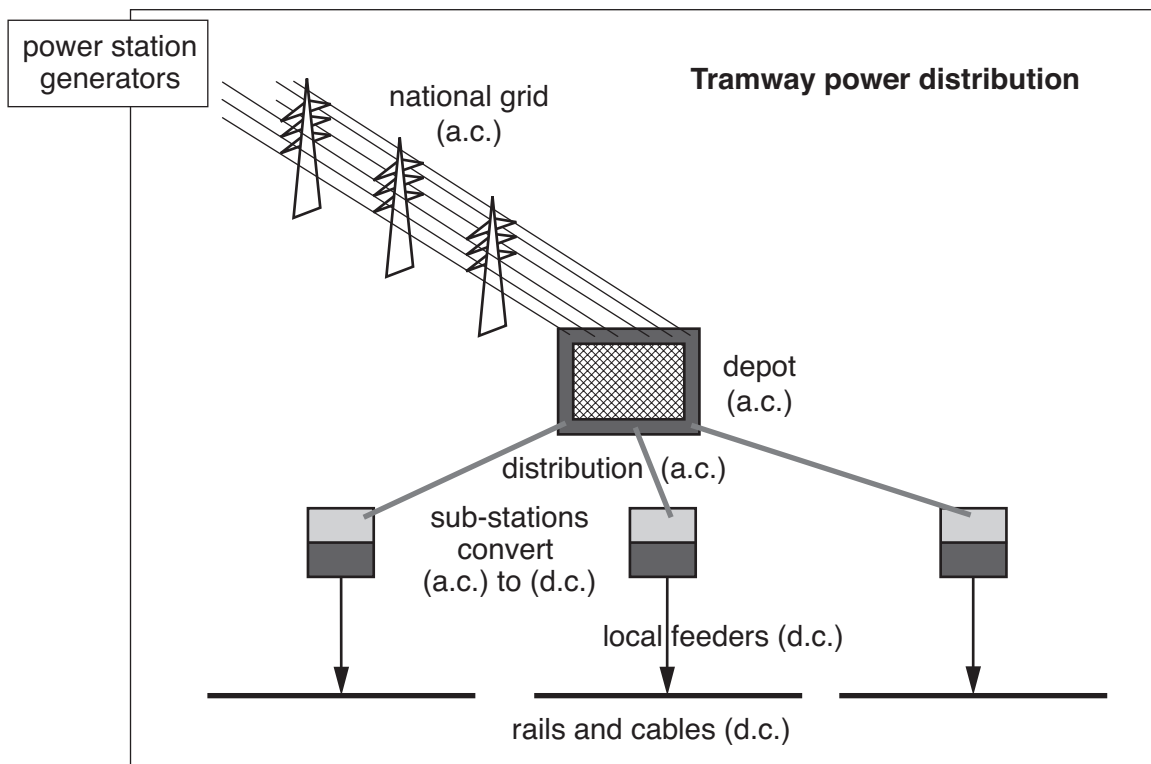 power station
generators
Tramway power distribution
national grid
(a.c.)
depot
(a.c.)
distribution (a.c.)
sub-stations
convert
(a.c.) to (d.c.)
local feeders (d.c.)
rails and cables (d.c.)